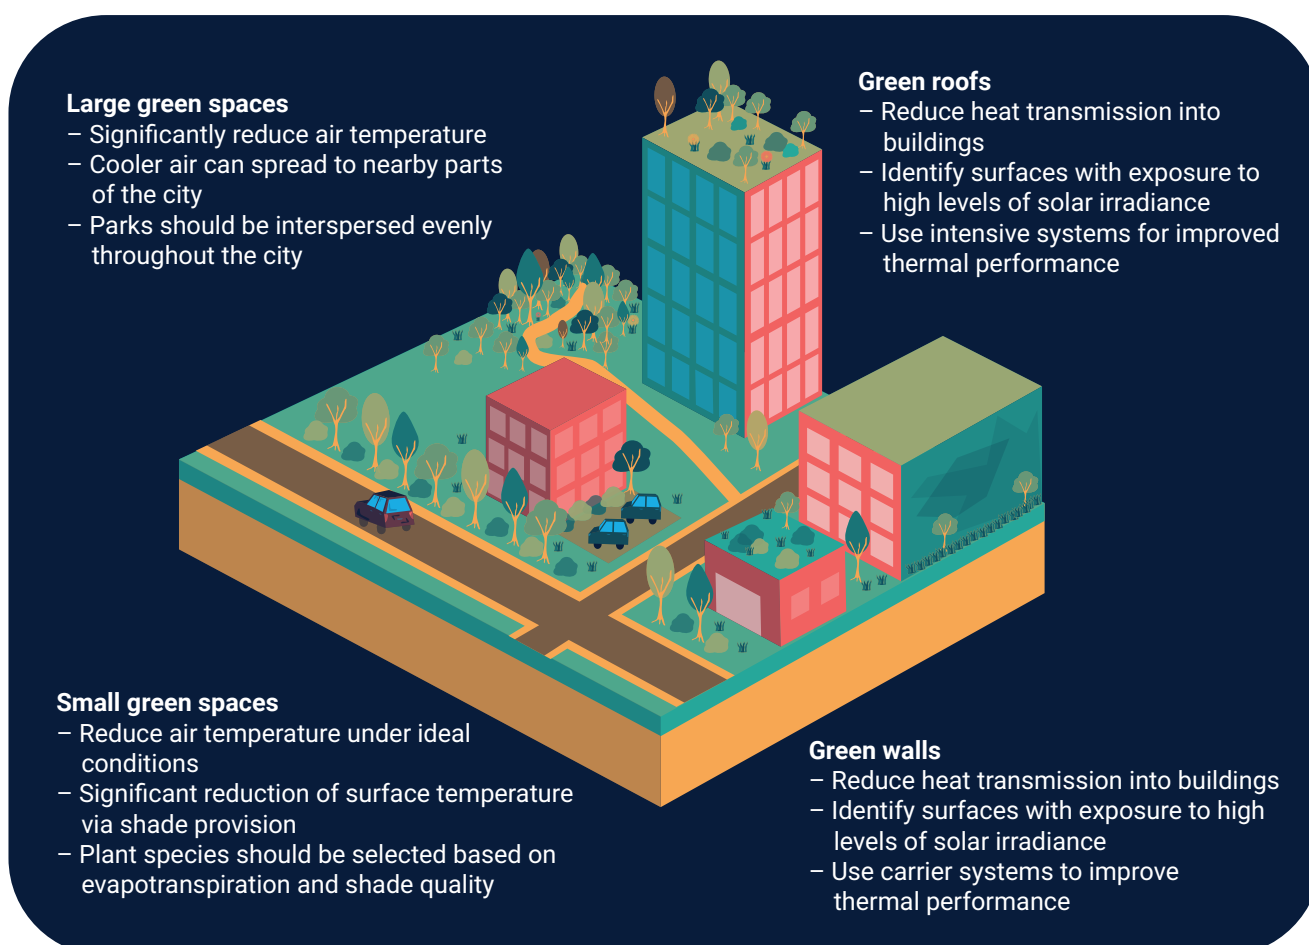 Large green spaces
– Significantly reduce air temperature
– Cooler air can spread to nearby parts
of the city
– Parks should be interspersed evenly
throughout the city
Green roofs
– Reduce heat transmission into
buildings
– Identify surfaces with exposure to
high levels of solar irradiance
– Use intensive systems for improved
thermal performance
Small green spaces
– Reduce air temperature under ideal
conditions
– Significant reduction of surface temperature
via shade provision
– Plant species should be selected based on
evapotranspiration and shade quality
Green walls
– Reduce heat transmission into buildings
– Identify surfaces with exposure to high
levels of solar irradiance
– Use carrier systems to improve
thermal performance